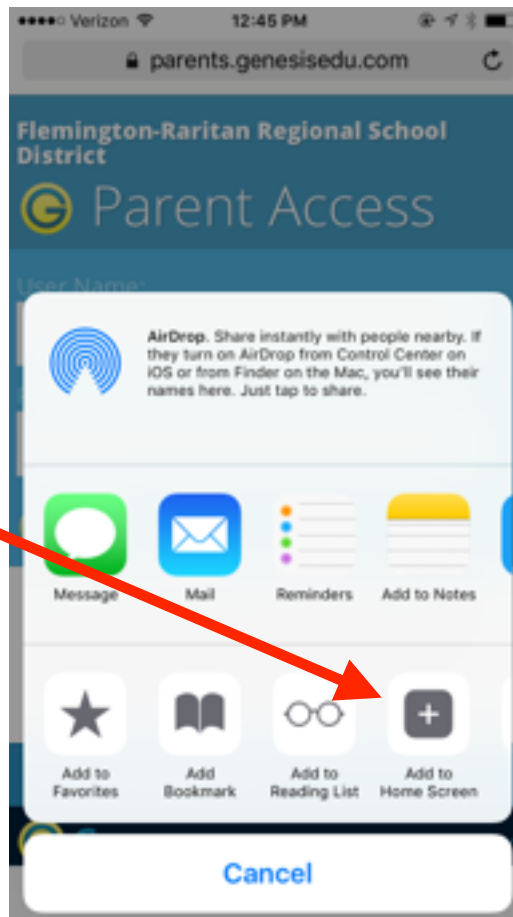 Verizon 12:45 PM
parents.genesisedu.com
Flemington-Raritan Regional School
District
G Parent Access
User Name:
AirDrop. Share instantly with people nearby. If
they turn on AirDrop from Control Center on
iOS or from Finder on the Mac, you'll see their
names here. Just tap to share.
Message Mail Reminders Add to Notes
Add to Favorites Add Bookmark Add to Reading List Add to Home Screen
Cancel